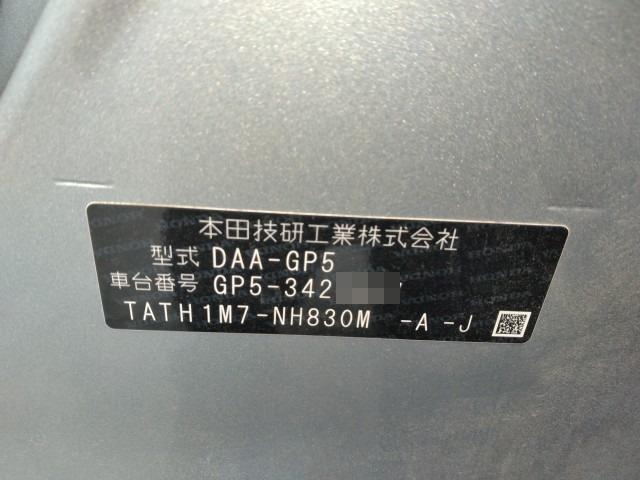 本田技研工業株式会社
型式 DAA-GP5
車台番号 GP5-342
TATH1M7-NH830M -A -J